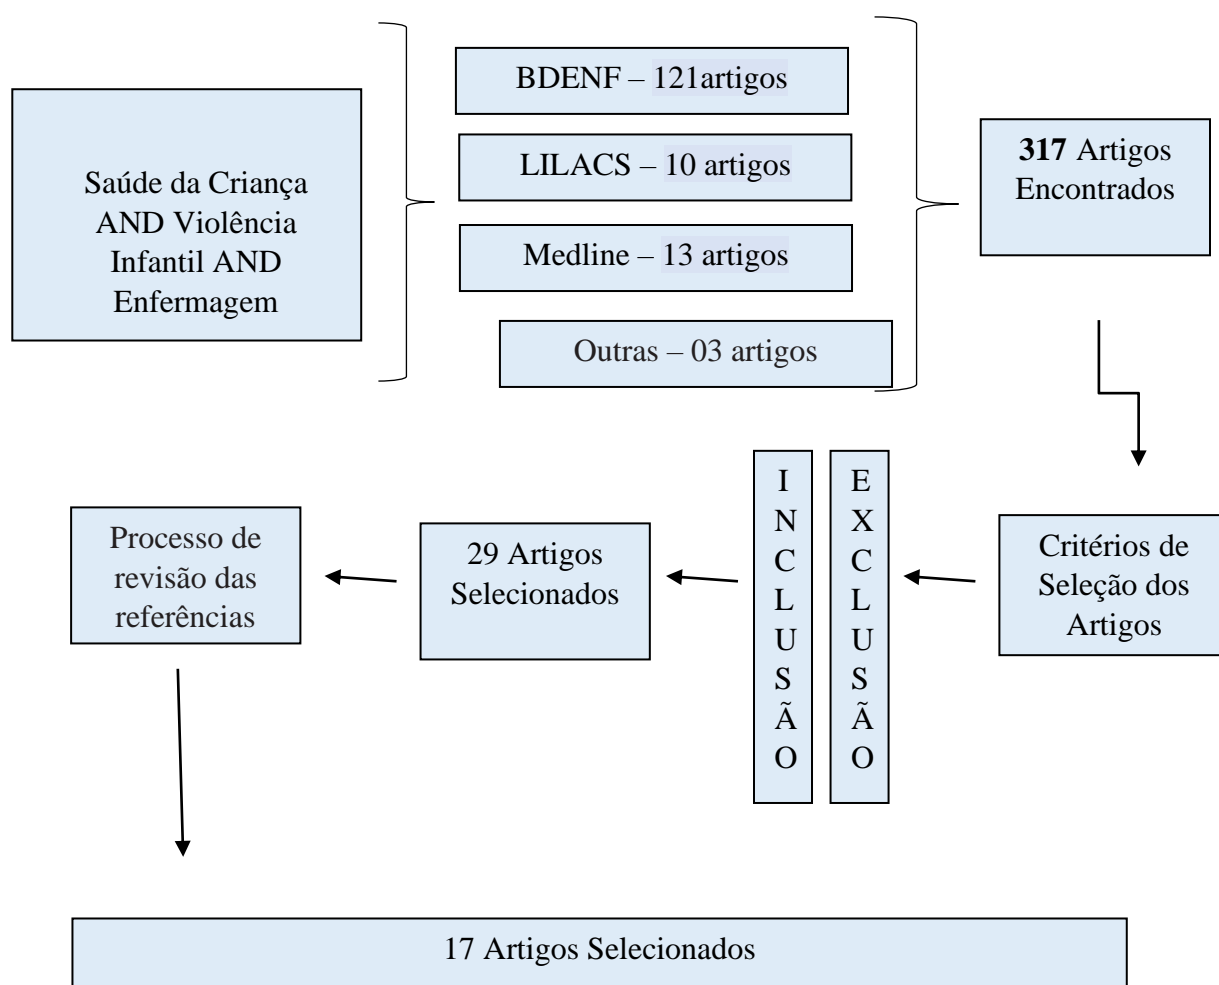 Saúde da Criança
AND Violência
Infantil AND
Enfermagem
BDENF – 121artigos
LILACS – 10 artigos
Medline – 13 artigos
Outras – 03 artigos
317 Artigos
Encontrados
Critérios de
Seleção dos
Artigos
E
X
C
L
U
S
Ã
O
I
N
C
L
U
S
Ã
O
29 Artigos
Selecionados
Processo de
revisão das
referências
17 Artigos Selecionados